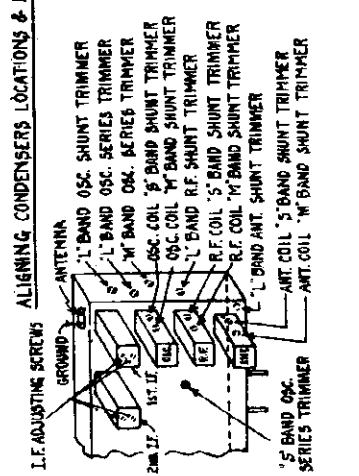 ALIGNING CONDENSERS LOCATIONS &
I.F. ADJUSTING SCREWS
GROUND
ANTENNA
"L" BAND OSC. SHUNT TRIMMER
"L" BAND OSC. SERIES TRIMMER
"M" BAND OSC. SERIES TRIMMER
OSC. COIL "S" BAND SHUNT TRIMMER
OSC. COIL "M" BAND SHUNT TRIMMER
"L" BAND R.F. SHUNT TRIMMER
R.F. COIL "S" BAND SHUNT TRIMMER
R.F. COIL "M" BAND SHUNT TRIMMER
"L" BAND ANT. SHUNT TRIMMER
ANT. COIL "S" BAND SHUNT TRIMMER
ANT. COIL "M" BAND SHUNT TRIMMER
2nd I.F.
1ST. I.F.
OSC.
R.F.
ANT.
"S" BAND OSC.
SERIES TRIMMER